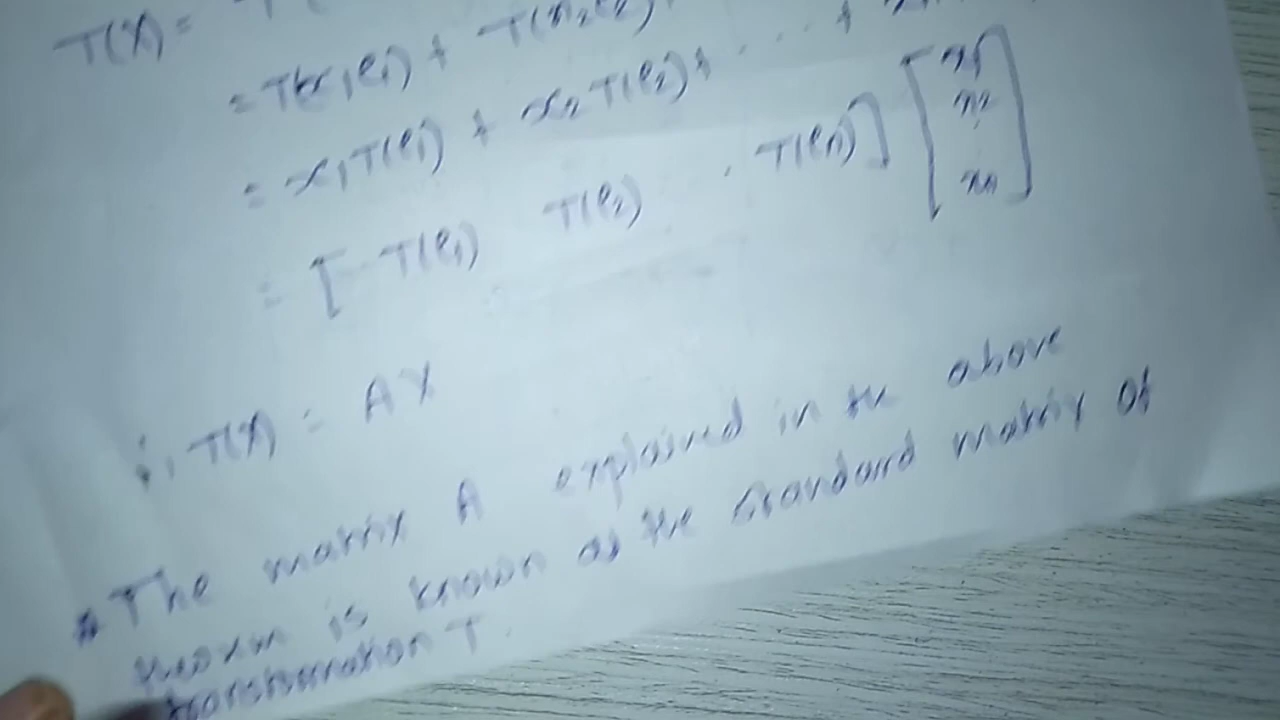 T(X) =
= T(x₁e₁) + T(x₂e₂)
= x₁T(e₁) + x₂T(e₂) + . . . +
= [ T(e₁) T(e₂) . T(en) ] [ x1 x2 . xn ]
i, T(X) = AX
* The matrix A explained in the above
theorem is known as the standard matrix of
transformation T.